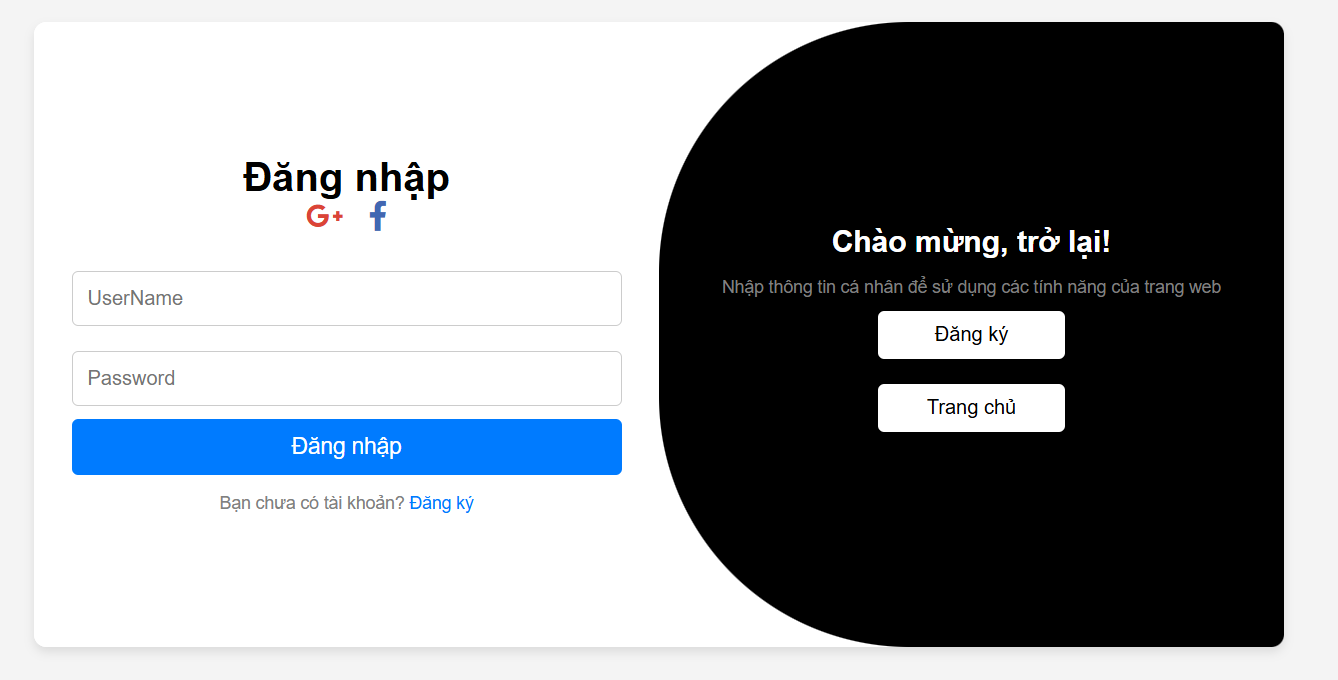 Đăng nhập
G+ f
UserName
Password
Đăng nhập
Bạn chưa có tài khoản? Đăng ký
Chào mừng, trở lại!
Nhập thông tin cá nhân để sử dụng các tính năng của trang web
Đăng ký
Trang chủ